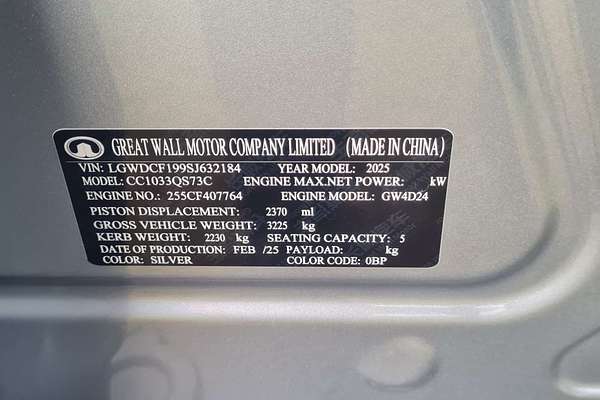 GREAT WALL MOTOR COMPANY LIMITED (MADE IN CHINA)
VIN: LGWDCF199SJ632184 YEAR MODEL: 2025
MODEL: CC1033QS73C ENGINE MAX.NET POWER: kW
ENGINE NO.: 255CF407764 ENGINE MODEL: GW4D24
PISTON DISPLACEMENT: 2370 ml
GROSS VEHICLE WEIGHT: 3225 kg
KERB WEIGHT: 2230 kg SEATING CAPACITY: 5
DATE OF PRODUCTION: FEB /25 PAYLOAD: kg
COLOR: SILVER COLOR CODE: 0BP